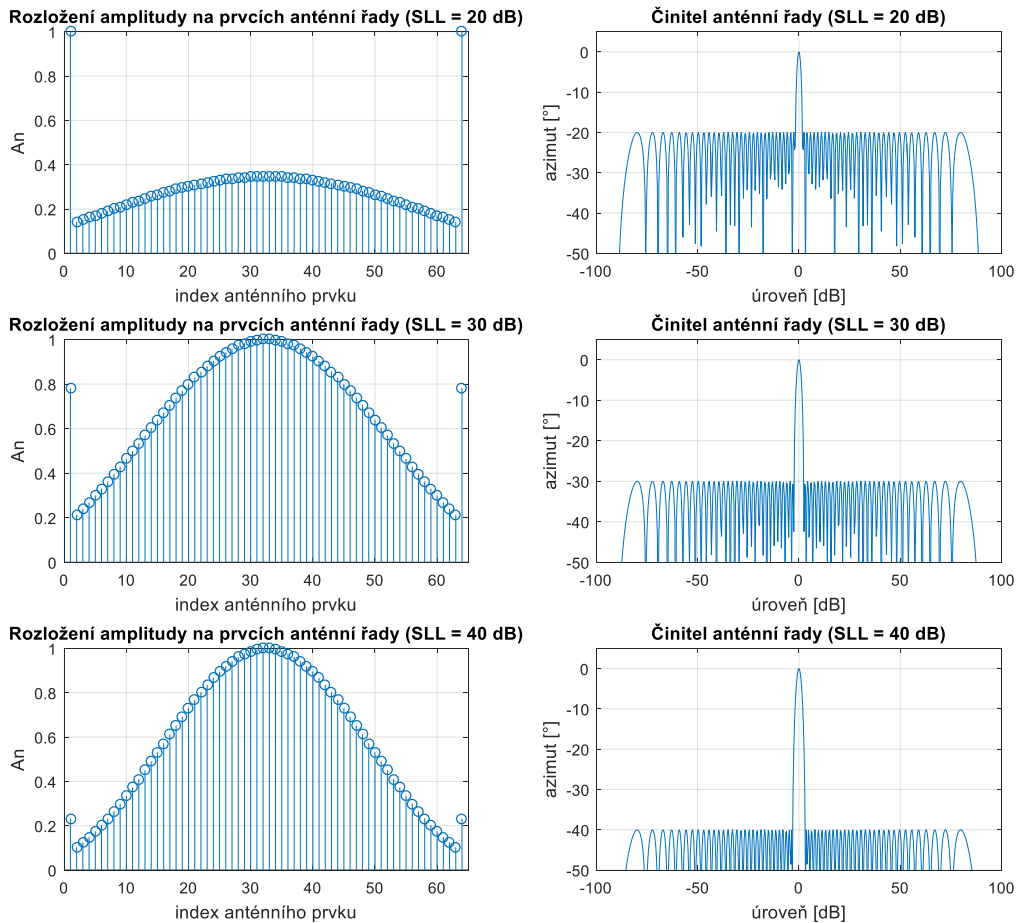 Rozložení amplitudy na prvcích anténní řady (SLL = 20 dB)
An
1
0.8
0.6
0.4
0.2
0
0 10 20 30 40 50 60
index anténního prvku
Činitel anténní řady (SLL = 20 dB)
azimut [°]
0
-10
-20
-30
-40
-50
-100 -50 0 50 100
úroveň [dB]
Rozložení amplitudy na prvcích anténní řady (SLL = 30 dB)
An
1
0.8
0.6
0.4
0.2
0
0 10 20 30 40 50 60
index anténního prvku
Činitel anténní řady (SLL = 30 dB)
azimut [°]
0
-10
-20
-30
-40
-50
-100 -50 0 50 100
úroveň [dB]
Rozložení amplitudy na prvcích anténní řady (SLL = 40 dB)
An
1
0.8
0.6
0.4
0.2
0
0 10 20 30 40 50 60
index anténního prvku
Činitel anténní řady (SLL = 40 dB)
azimut [°]
0
-10
-20
-30
-40
-50
-100 -50 0 50 100
úroveň [dB]